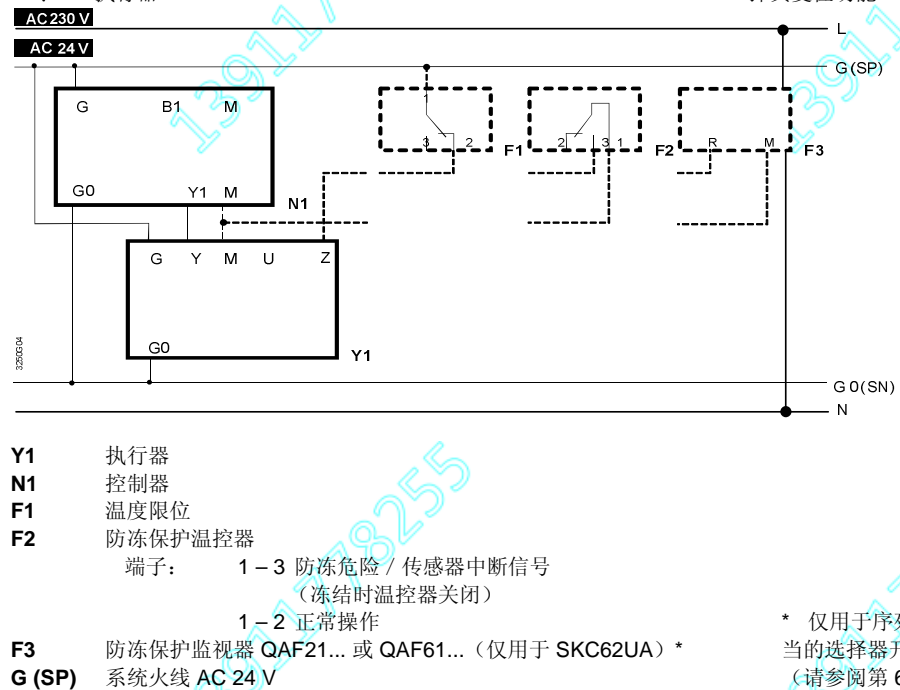 AC 230 V
L
AC 24 V
G (SP)
G B1 M
1
3 2
F1
2 3 1
F2
R M
F3
G0 Y1 M
N1
G Y M U Z
G0
Y1
3250G04
G 0(SN)
N
Y1 执行器
N1 控制器
F1 温度限位
F2 防冻保护温控器
端子： 1 – 3 防冻危险 / 传感器中断信号
（冻结时温控器关闭）
1 – 2 正常操作
* 仅用于序
F3 防冻保护监视器 QAF21... 或 QAF61...（仅用于 SKC62UA）*
当的选择器
G (SP) 系统火线 AC 24 V
（请参阅第 6
13911778255